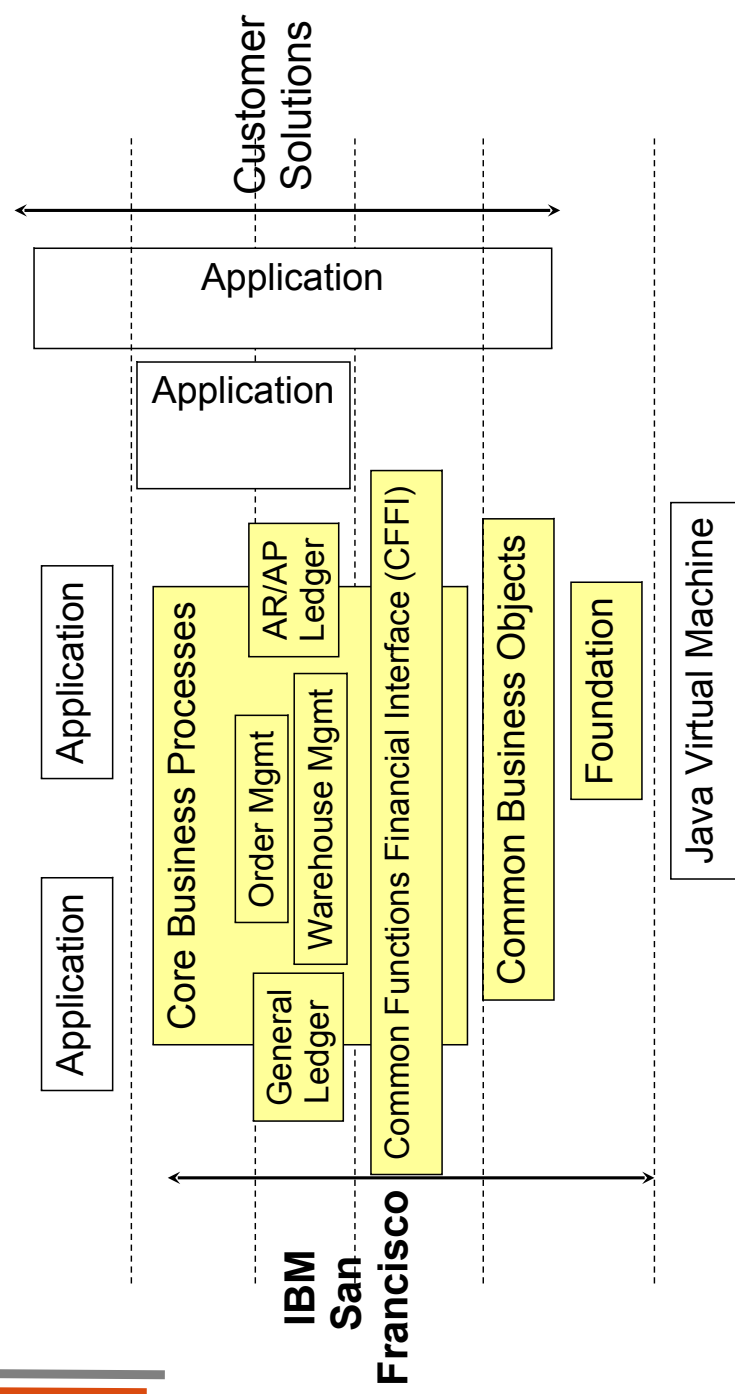 Application
Application
Customer
Solutions
Core Business Processes
Application
Application
Order Mgmt
AR/AP
Ledger
General
Ledger
Warehouse Mgmt
IBM
San
Francisco
Common Functions Financial Interface (CFFI)
Common Business Objects
Foundation
Java Virtual Machine